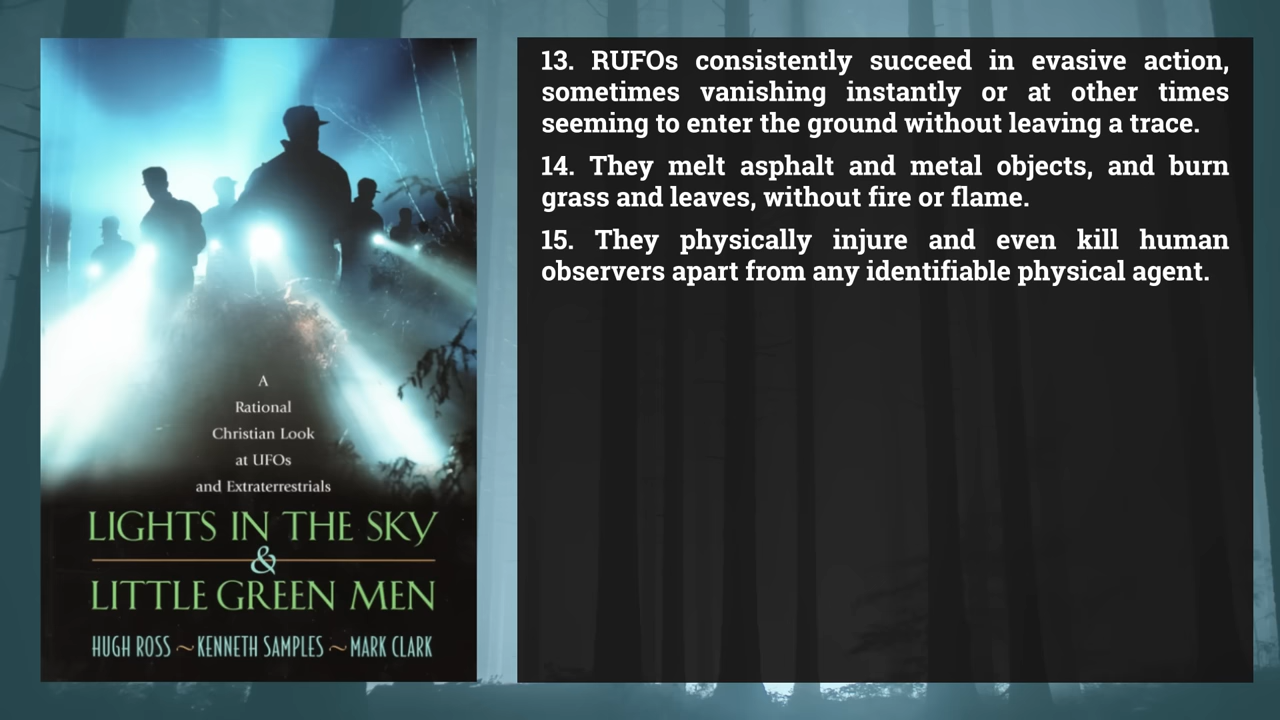 A
Rational
Christian Look
at UFOs
and Extraterrestrials
LIGHTS IN THE SKY
&
LITTLE GREEN MEN
HUGH ROSS ~ KENNETH SAMPLES ~ MARK CLARK
13. RUFOs consistently succeed in evasive action,
sometimes vanishing instantly or at other times
seeming to enter the ground without leaving a trace.
14. They melt asphalt and metal objects, and burn
grass and leaves, without fire or flame.
15. They physically injure and even kill human
observers apart from any identifiable physical agent.